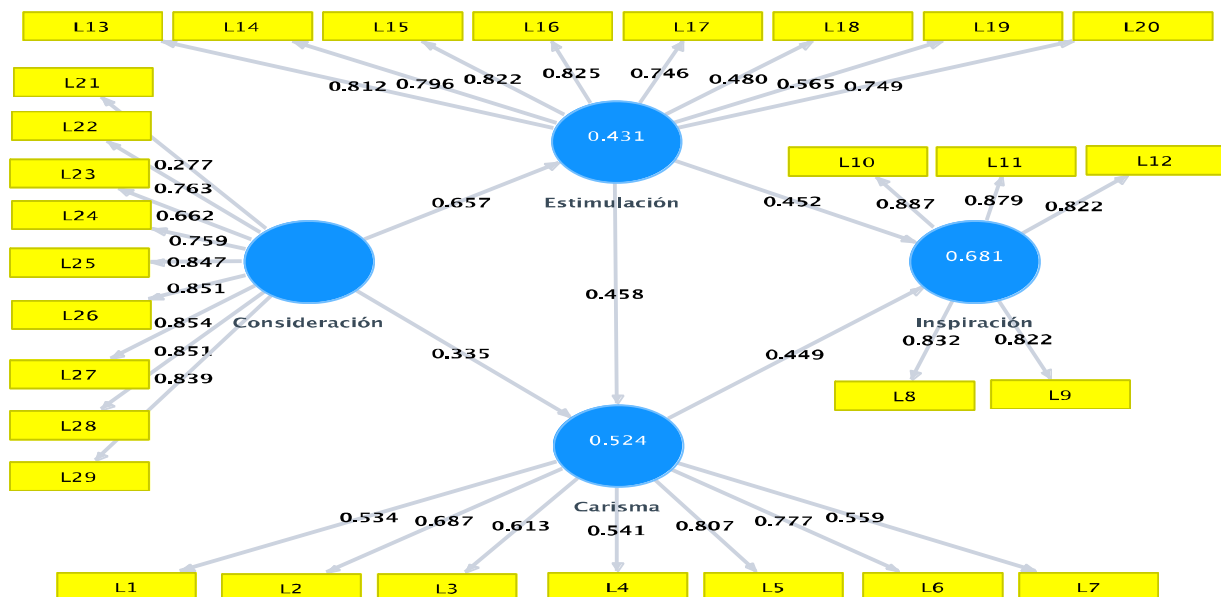 L13 L14 L15 L16 L17 L18 L19 L20
0.812 0.796 0.822 0.825 0.746 0.480 0.565 0.749
L21
L22
L23
L24
L25
L26
L27
L28
L29
0.277
0.763
0.662
0.759
0.847
0.851
0.854
0.851
0.839
Consideración
0.657
0.335
0.431
Estimulación
0.458
0.452
0.449
L10 L11 L12
0.887 0.879 0.822
0.681
Inspiración
0.832 0.822
L8 L9
0.524
Carisma
0.534 0.687 0.613 0.541 0.807 0.777 0.559
L1 L2 L3 L4 L5 L6 L7